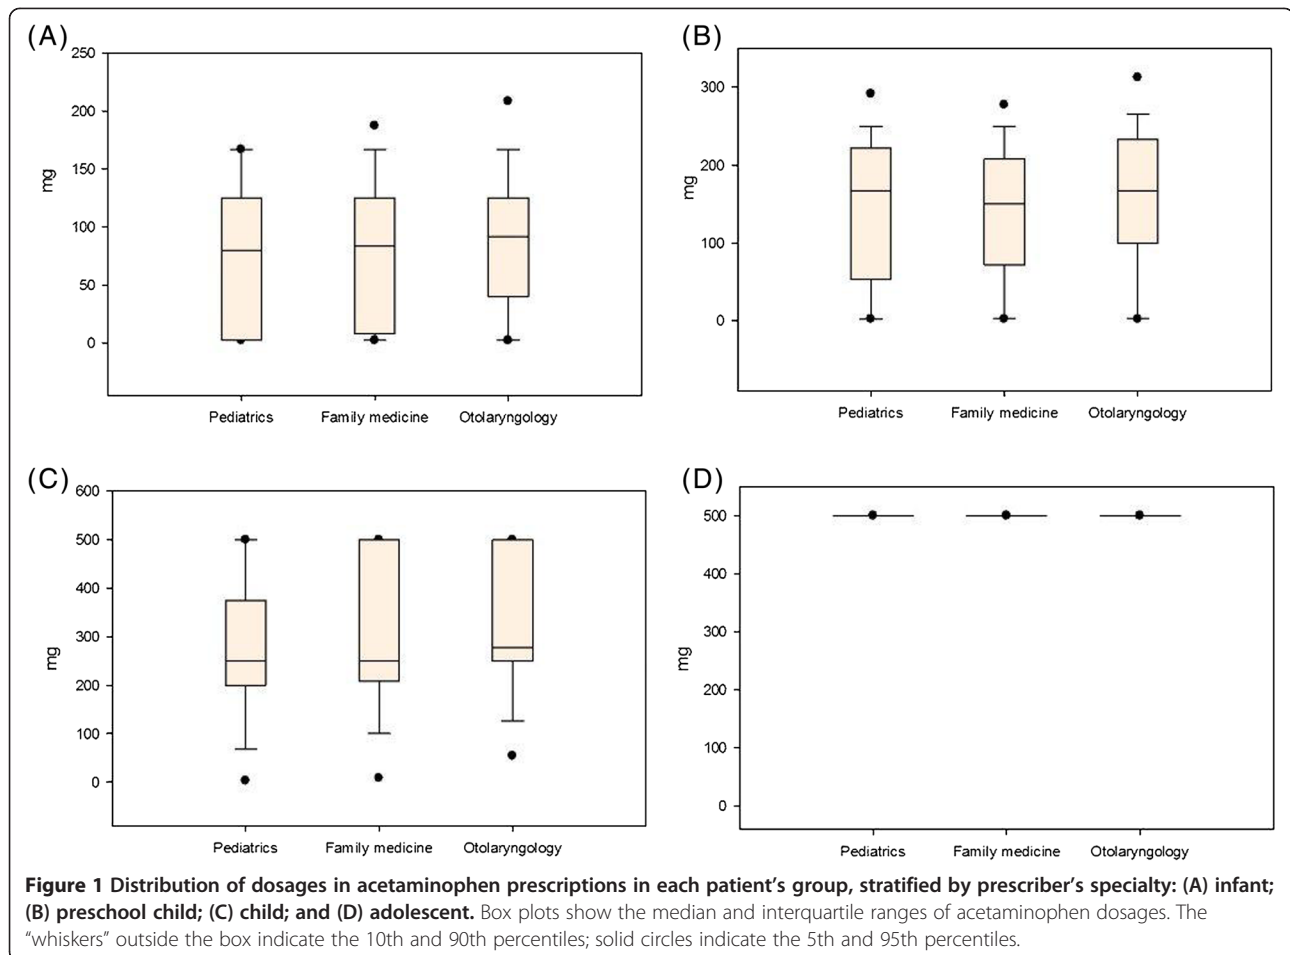 (A)
250
200
150
100
50
0
mg
Pediatrics
Family medicine
Otolaryngology
(B)
300
200
100
0
mg
Pediatrics
Family medicine
Otolaryngology
(C)
600
500
400
300
200
100
0
mg
Pediatrics
Family medicine
Otolaryngology
(D)
500
400
300
200
100
0
mg
Pediatrics
Family medicine
Otolaryngology
Figure 1 Distribution of dosages in acetaminophen prescriptions in each patient's group, stratified by prescriber's specialty: (A) infant;
(B) preschool child; (C) child; and (D) adolescent. Box plots show the median and interquartile ranges of acetaminophen dosages. The
"whiskers" outside the box indicate the 10th and 90th percentiles; solid circles indicate the 5th and 95th percentiles.